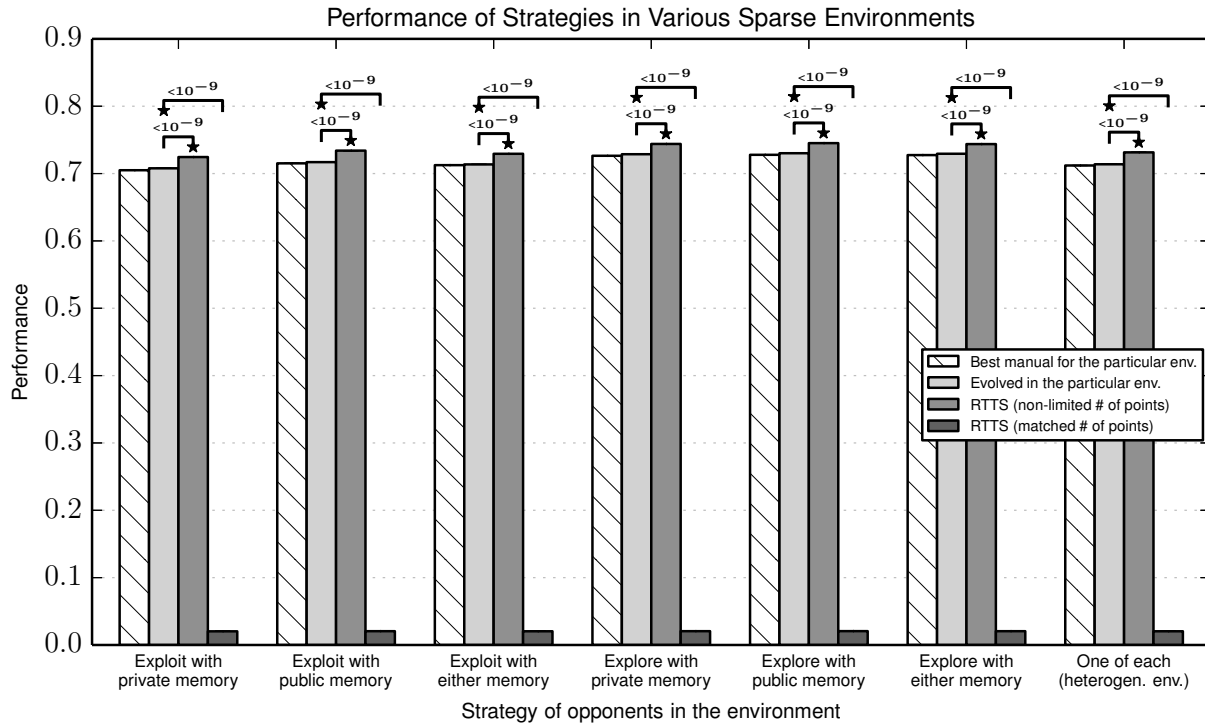 Performance of Strategies in Various Sparse Environments
0.9
0.8
0.7
0.6
0.5
0.4
0.3
0.2
0.1
0.0
Performance
<10−9
<10−9
<10−9
<10−9
<10−9
<10−9
<10−9
<10−9
<10−9
<10−9
<10−9
<10−9
<10−9
<10−9
Best manual for the particular env.
Evolved in the particular env.
RTTS (non-limited # of points)
RTTS (matched # of points)
Exploit with
private memory
Exploit with
public memory
Exploit with
either memory
Explore with
private memory
Explore with
public memory
Explore with
either memory
One of each
(heterogen. env.)
Strategy of opponents in the environment